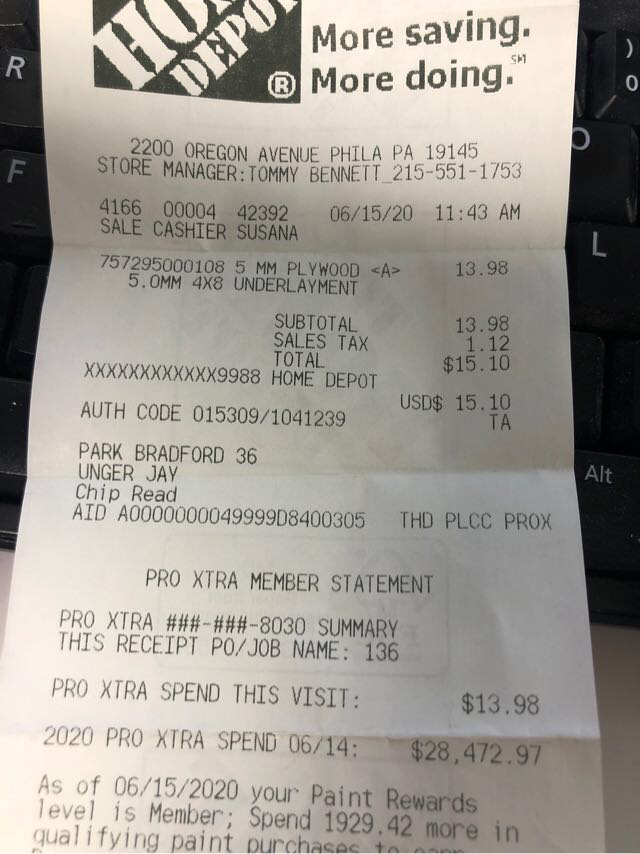 HO
DEPOT
®
More saving.
More doing.℠
2200 OREGON AVENUE PHILA PA 19145
STORE MANAGER:TOMMY BENNETT_215-551-1753
4166 00004 42392 06/15/20 11:43 AM
SALE CASHIER SUSANA
757295000108 5 MM PLYWOOD <A> 13.98
5.0MM 4X8 UNDERLAYMENT
SUBTOTAL 13.98
SALES TAX 1.12
TOTAL $15.10
XXXXXXXXXXXX9988 HOME DEPOT
USD$ 15.10
AUTH CODE 015309/1041239 TA
PARK BRADFORD 36
UNGER JAY
Chip Read
AID A0000000049999D8400305 THD PLCC PROX
PRO XTRA MEMBER STATEMENT
PRO XTRA ###-###-8030 SUMMARY
THIS RECEIPT PO/JOB NAME: 136
PRO XTRA SPEND THIS VISIT: $13.98
2020 PRO XTRA SPEND 06/14: $28,472.97
As of 06/15/2020 your Paint Rewards
level is Member; Spend 1929.42 more in
qualifying paint purchases to earn
R
F
)
0
O
L
Alt